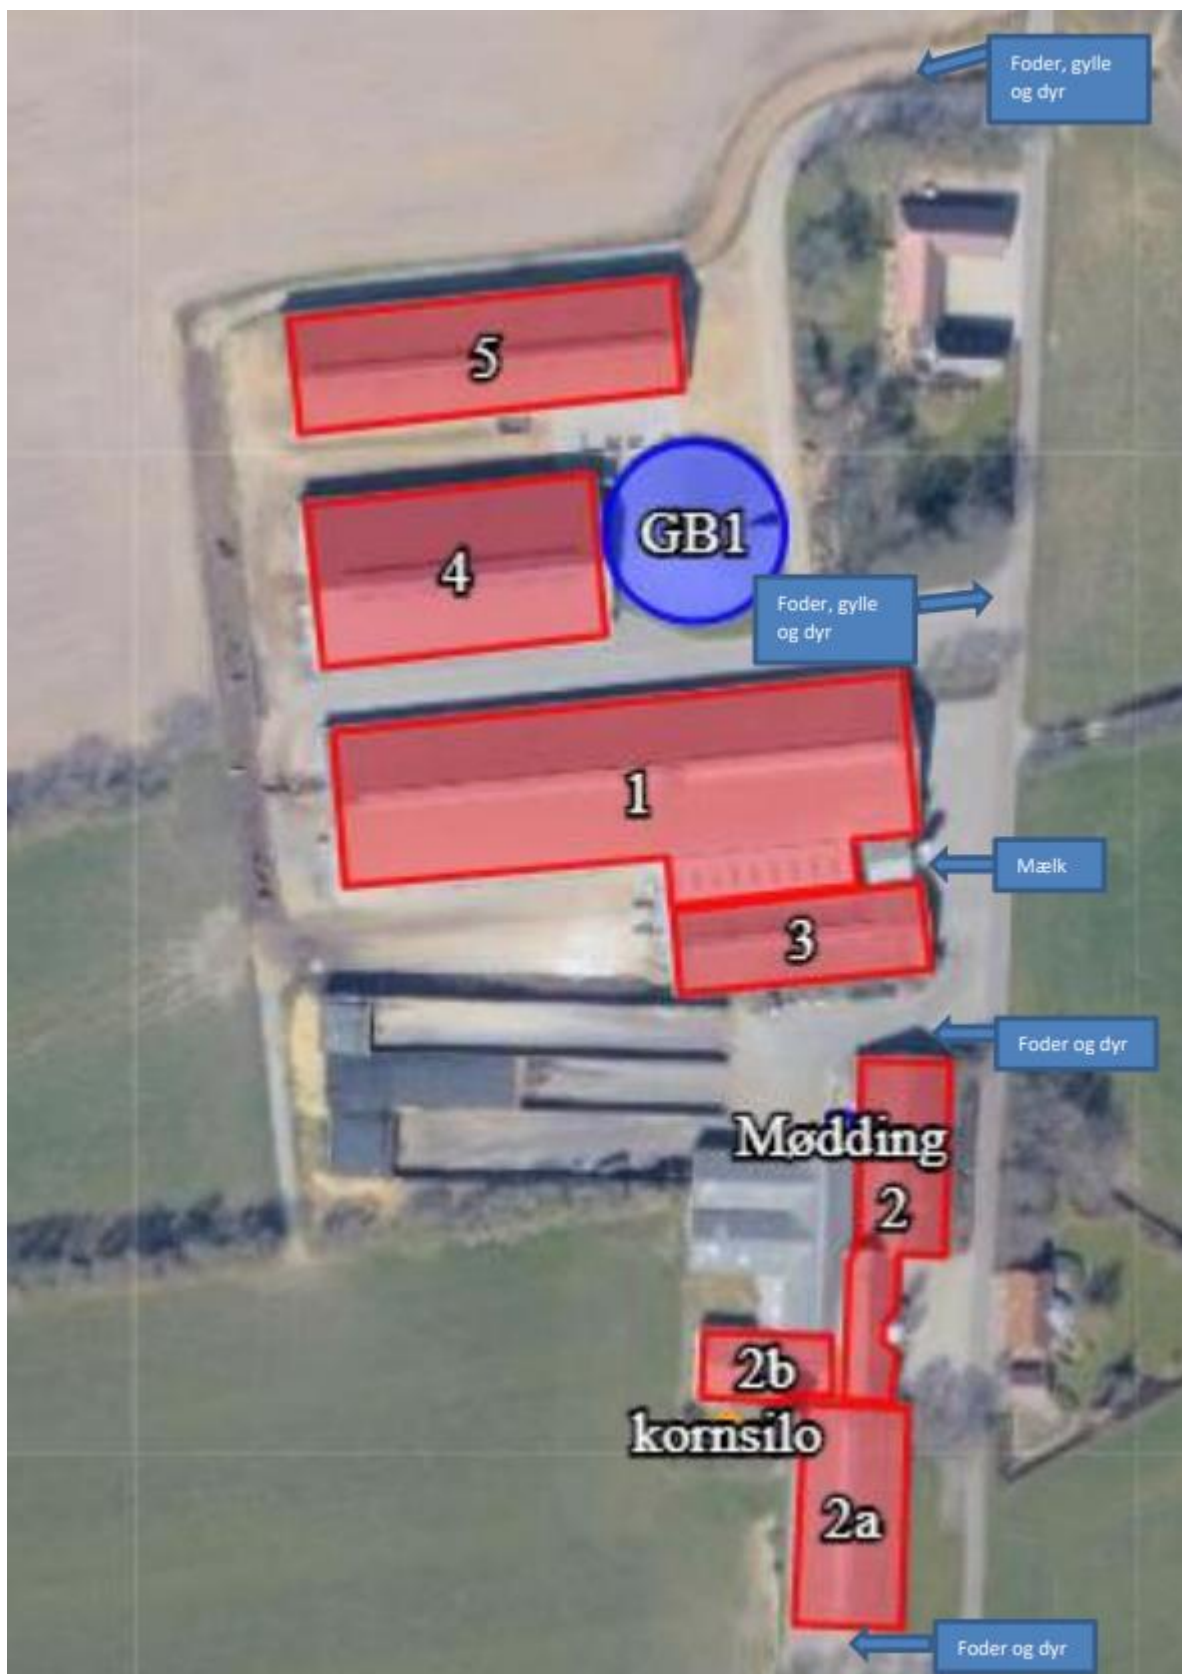 Foder, gylle
og dyr
5
GB1
4
Foder, gylle
og dyr
1
Mælk
3
Foder og dyr
Mødding
2
2b
kornsilo
2a
Foder og dyr